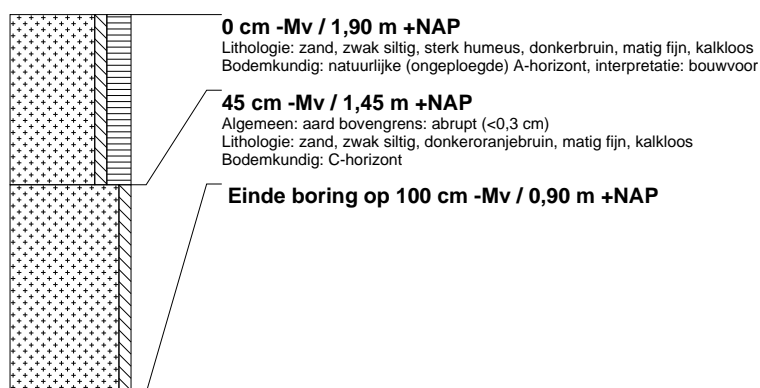 0 cm -Mv / 1,90 m +NAP
Lithologie: zand, zwak siltig, sterk humeus, donkerbruin, matig fijn, kalkloos
Bodemkundig: natuurlijke (ongeploegde) A-horizont, interpretatie: bouwvoor
45 cm -Mv / 1,45 m +NAP
Algemeen: aard bovengrens: abrupt (<0,3 cm)
Lithologie: zand, zwak siltig, donkeroranjebruin, matig fijn, kalkloos
Bodemkundig: C-horizont
Einde boring op 100 cm -Mv / 0,90 m +NAP